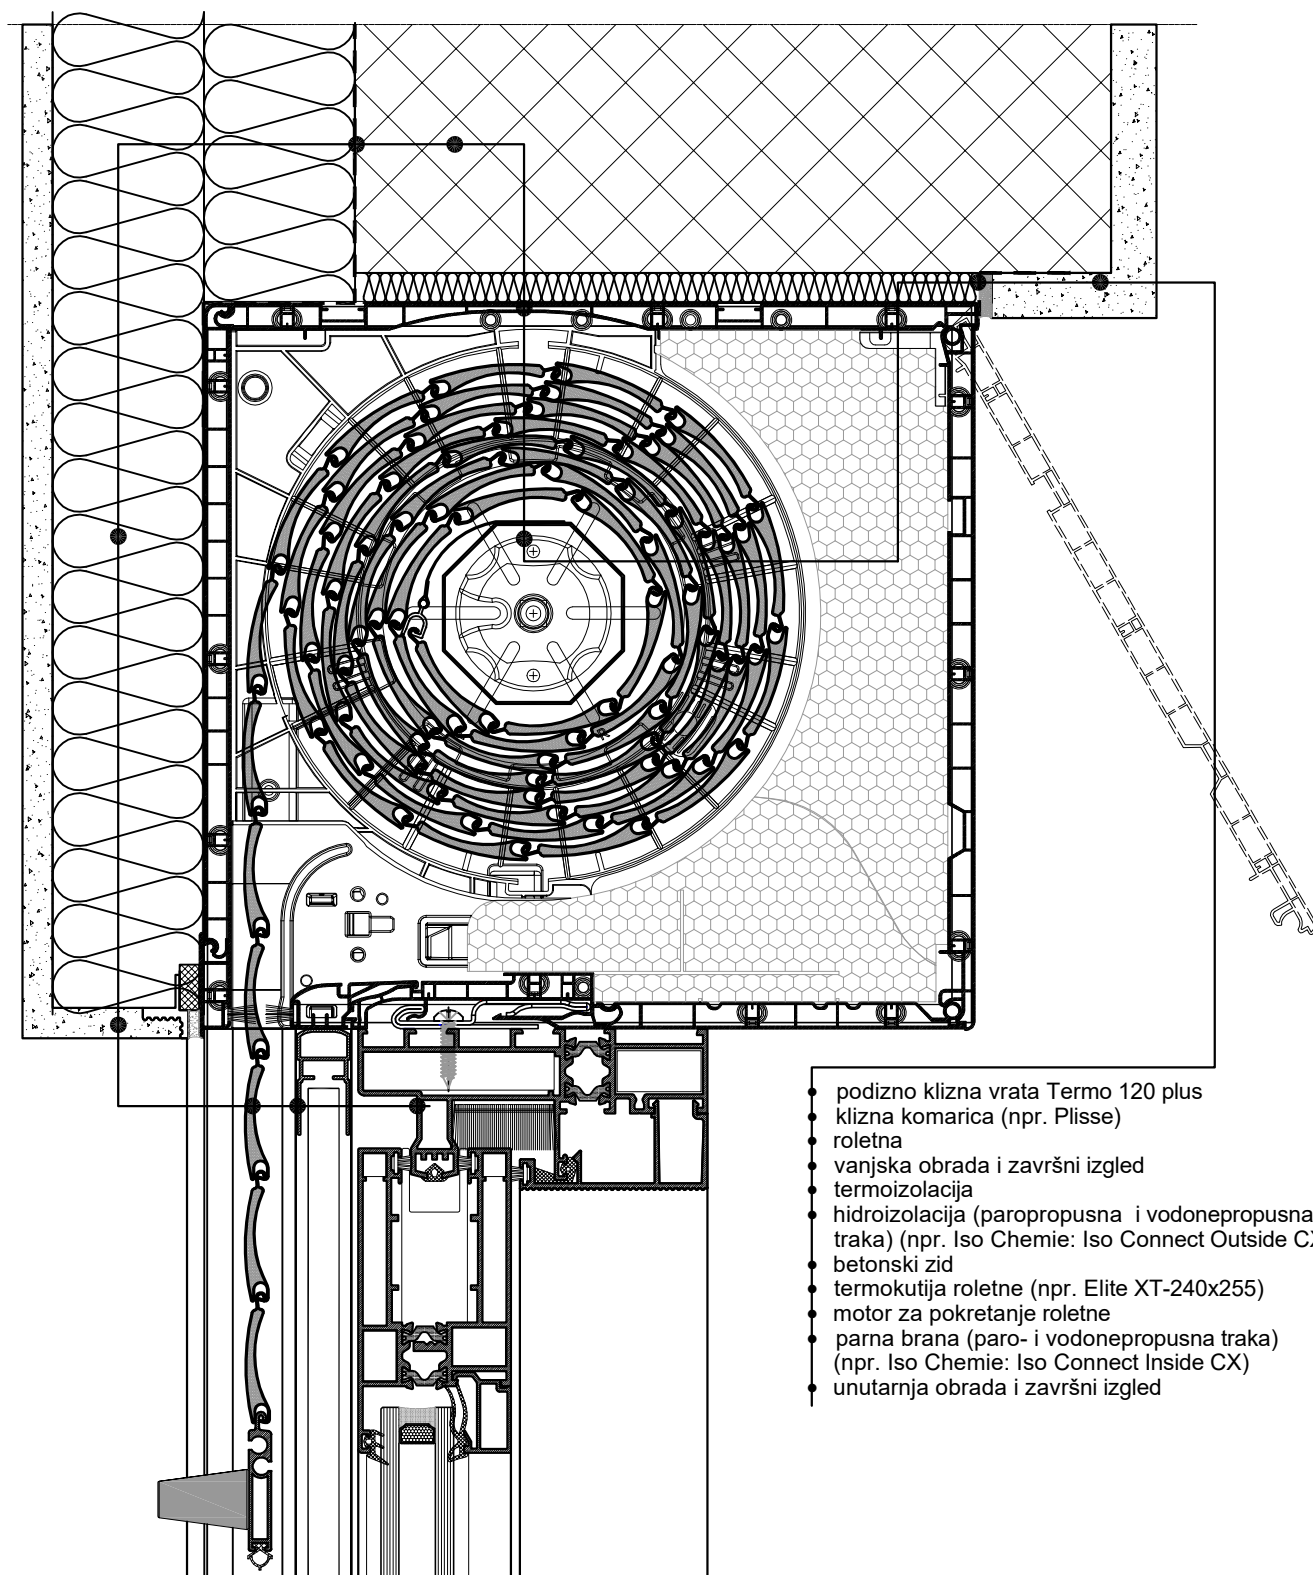 podizno klizna vrata Termo 120 plus
klizna komarica (npr. Plisse)
roletna
vanjska obrada i završni izgled
termoizolacija
hidroizolacija (paropropusna i vodonepropusna
traka) (npr. Iso Chemie: Iso Connect Outside CX
betonski zid
termokutija roletne (npr. Elite XT-240x255)
motor za pokretanje roletne
parna brana (paro- i vodonepropusna traka)
(npr. Iso Chemie: Iso Connect Inside CX)
unutarnja obrada i završni izgled